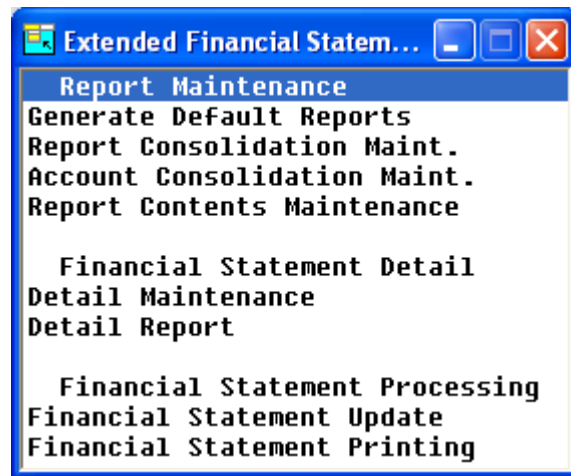 Extended Financial Statem...
Report Maintenance
Generate Default Reports
Report Consolidation Maint.
Account Consolidation Maint.
Report Contents Maintenance
Financial Statement Detail
Detail Maintenance
Detail Report
Financial Statement Processing
Financial Statement Update
Financial Statement Printing